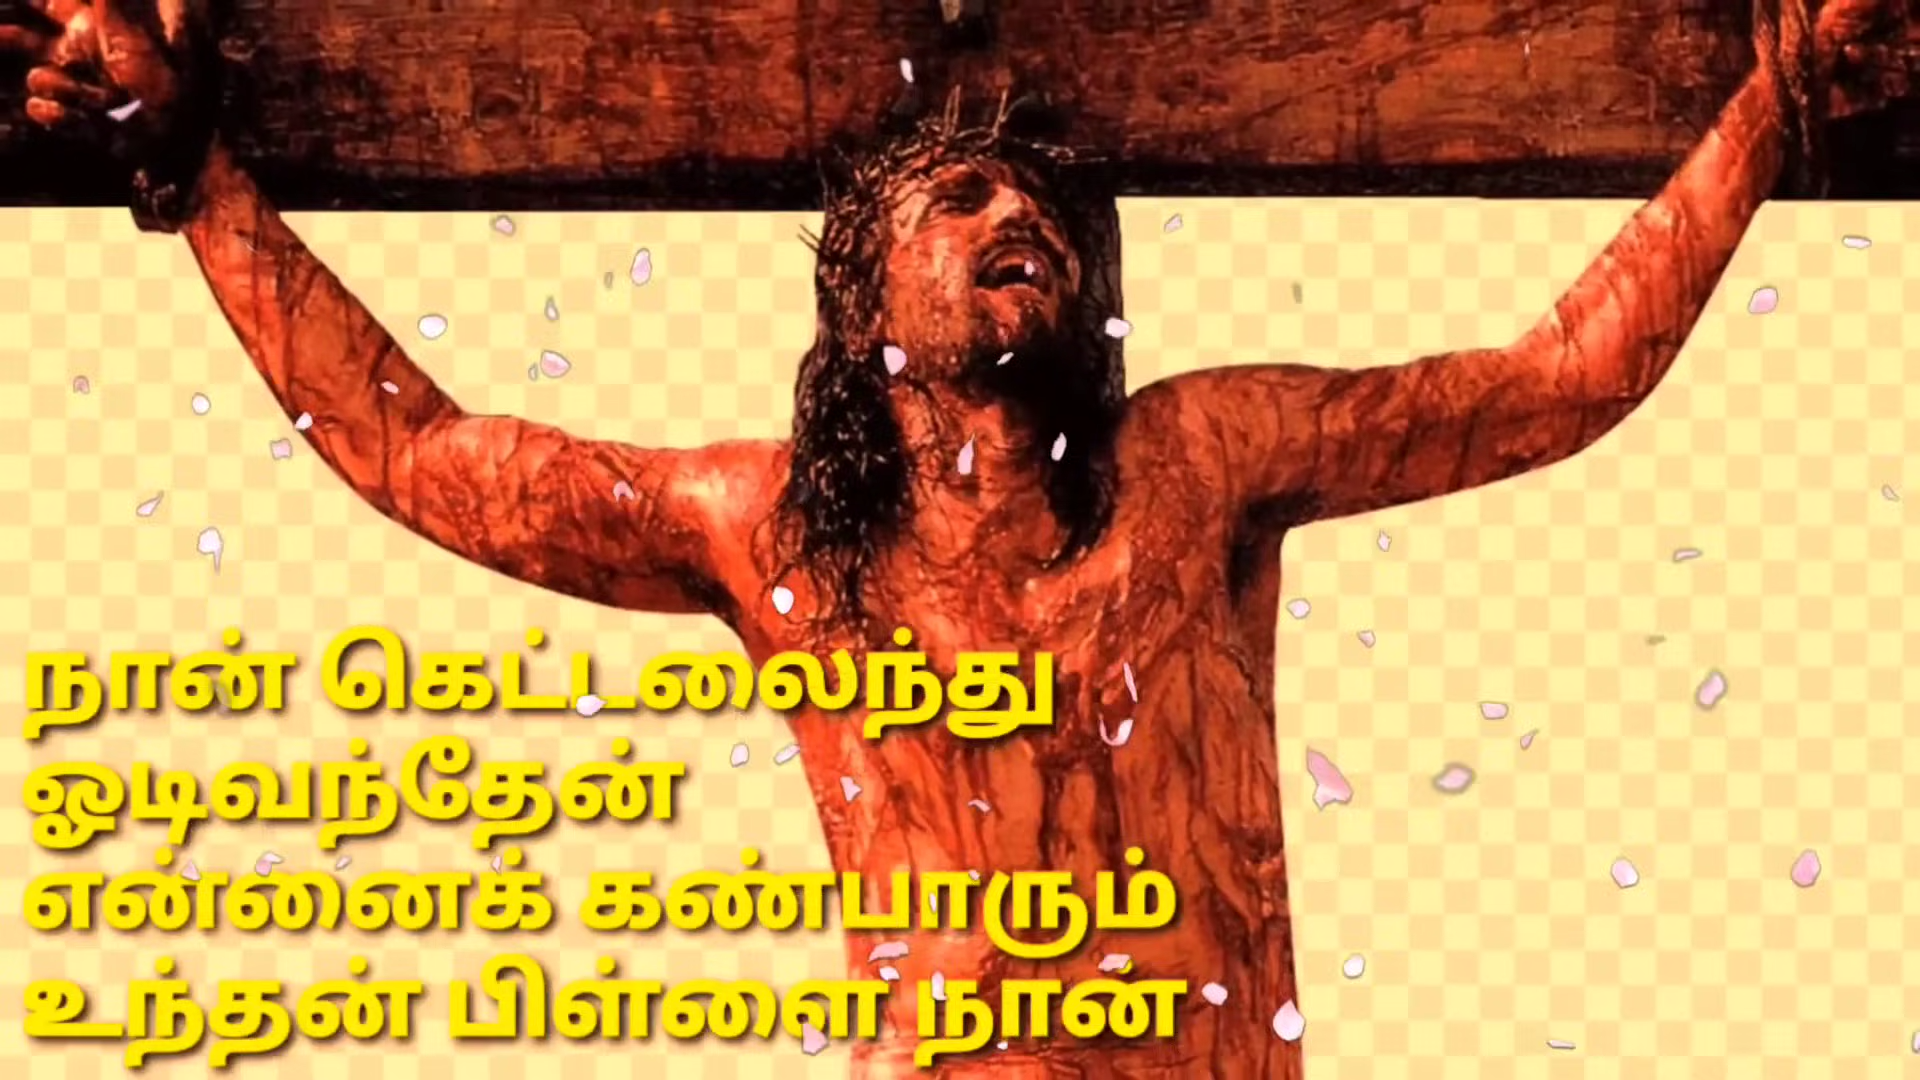 நான் கெட்டலைந்து
ஓடிவந்தேன்
என்னைக் கண்பாரும்
உந்தன் பிள்ளை நான்